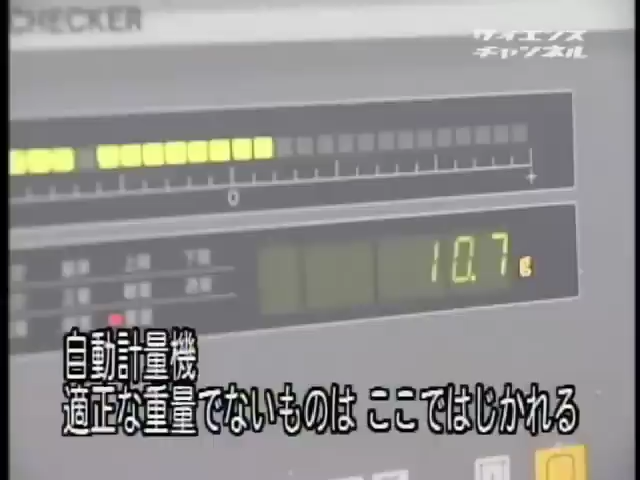 CHECKER
サイエンス
チャンネル
0
+
上限
下限
10.7
g
自動計量機
適正な重量でないものは ここではじかれる